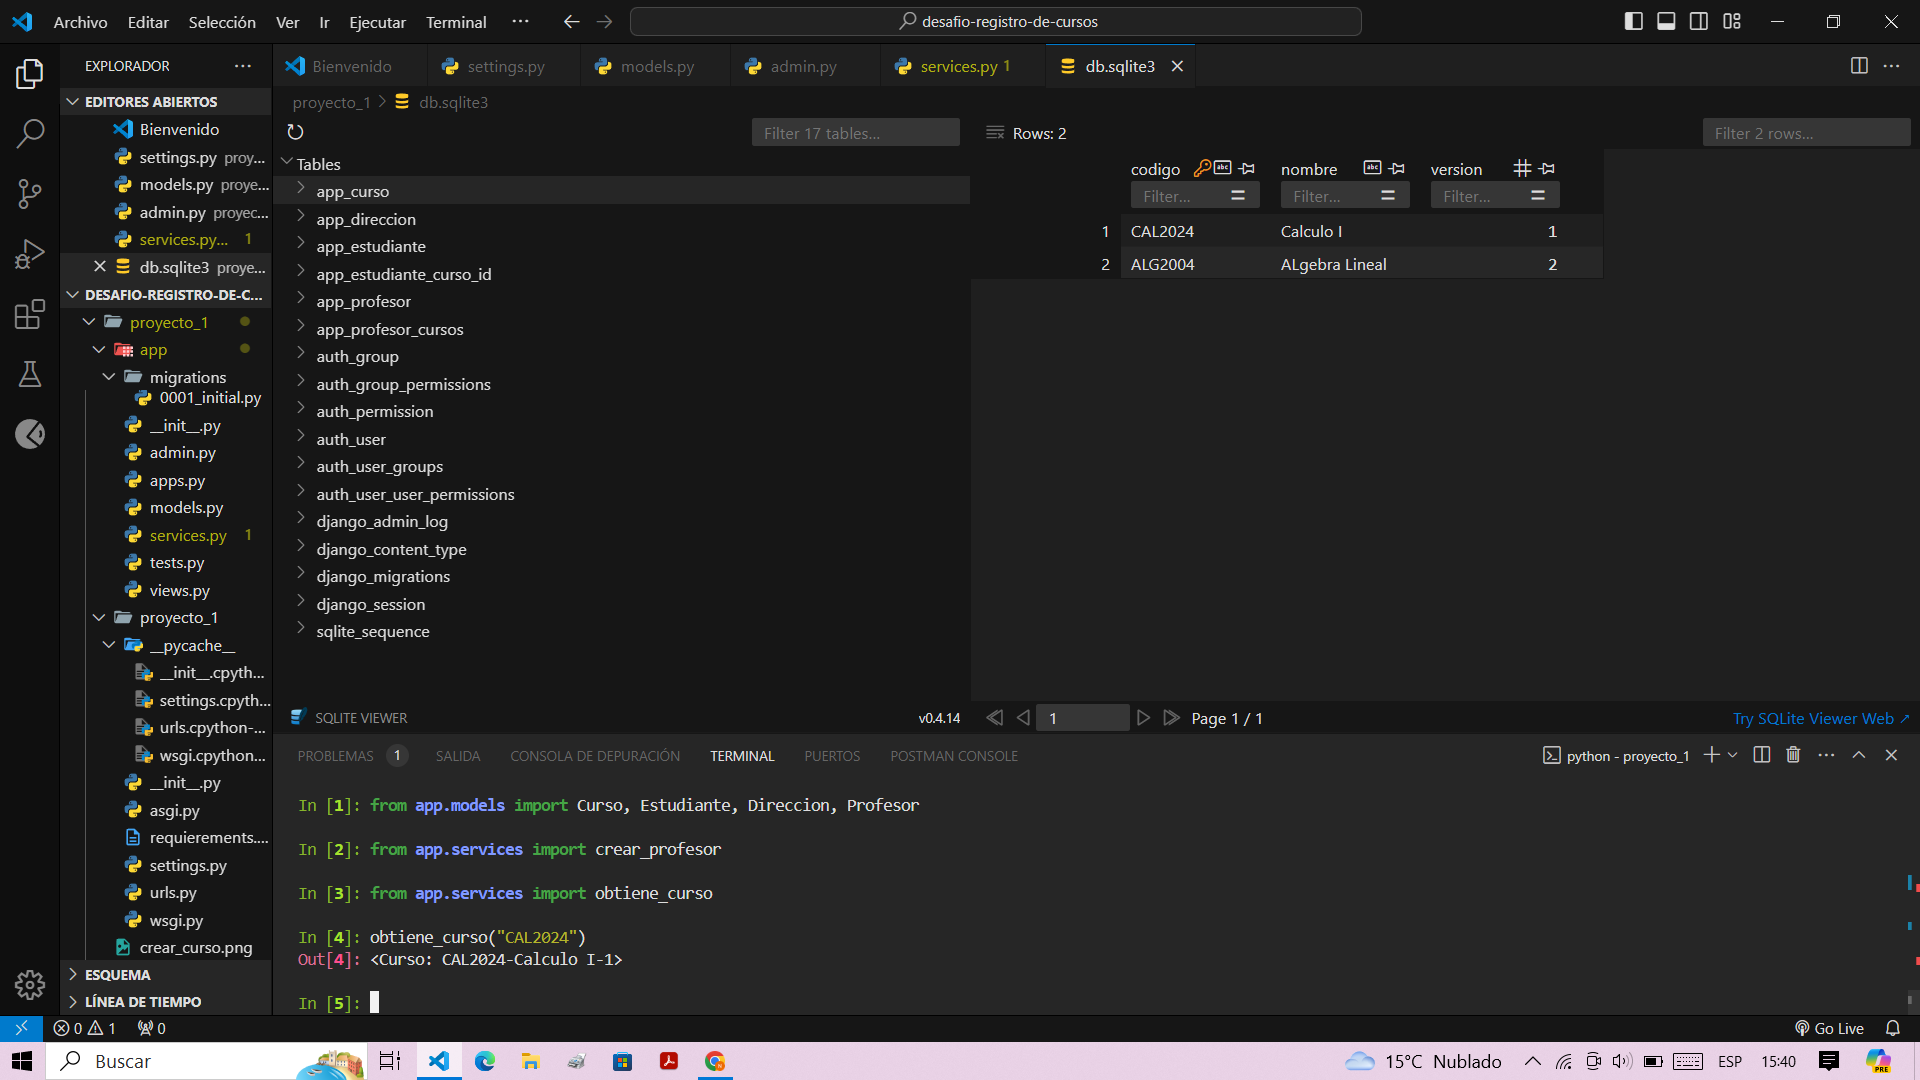 Archivo Editar Selección Ver Ir Ejecutar Terminal ···
desafio-registro-de-cursos
EXPLORADOR ···
EDITORES ABIERTOS
Bienvenido
settings.py proy...
models.py proye...
admin.py proyec...
services.py... 1
db.sqlite3 proye...
DESAFIO-REGISTRO-DE-C...
proyecto_1
app
migrations
0001_initial.py
__init__.py
admin.py
apps.py
models.py
services.py 1
tests.py
views.py
proyecto_1
__pycache__
__init__.cpyth...
settings.cpyth...
urls.cpython-...
wsgi.cpython...
__init__.py
asgi.py
requierements....
settings.py
urls.py
wsgi.py
crear_curso.png
ESQUEMA
LÍNEA DE TIEMPO
Bienvenido settings.py models.py admin.py services.py 1 db.sqlite3
proyecto_1 > db.sqlite3
Filter 17 tables...
Tables
app_curso
app_direccion
app_estudiante
app_estudiante_curso_id
app_profesor
app_profesor_cursos
auth_group
auth_group_permissions
auth_permission
auth_user
auth_user_groups
auth_user_user_permissions
django_admin_log
django_content_type
django_migrations
django_session
sqlite_sequence
SQLITE VIEWER v0.4.14
Rows: 2 Filter 2 rows...
codigo nombre version
Filter... Filter... Filter...
1 CAL2024 Calculo I 1
2 ALG2004 ALgebra Lineal 2
1 Page 1 / 1 Try SQLite Viewer Web
PROBLEMAS 1 SALIDA CONSOLA DE DEPURACIÓN TERMINAL PUERTOS POSTMAN CONSOLE python - proyecto_1
In [1]: from app.models import Curso, Estudiante, Direccion, Profesor
In [2]: from app.services import crear_profesor
In [3]: from app.services import obtiene_curso
In [4]: obtiene_curso("CAL2024")
Out[4]: <Curso: CAL2024-Calculo I-1>
In [5]:
0 1 0 Go Live
Buscar 15°C Nublado ESP 15:40 PRE